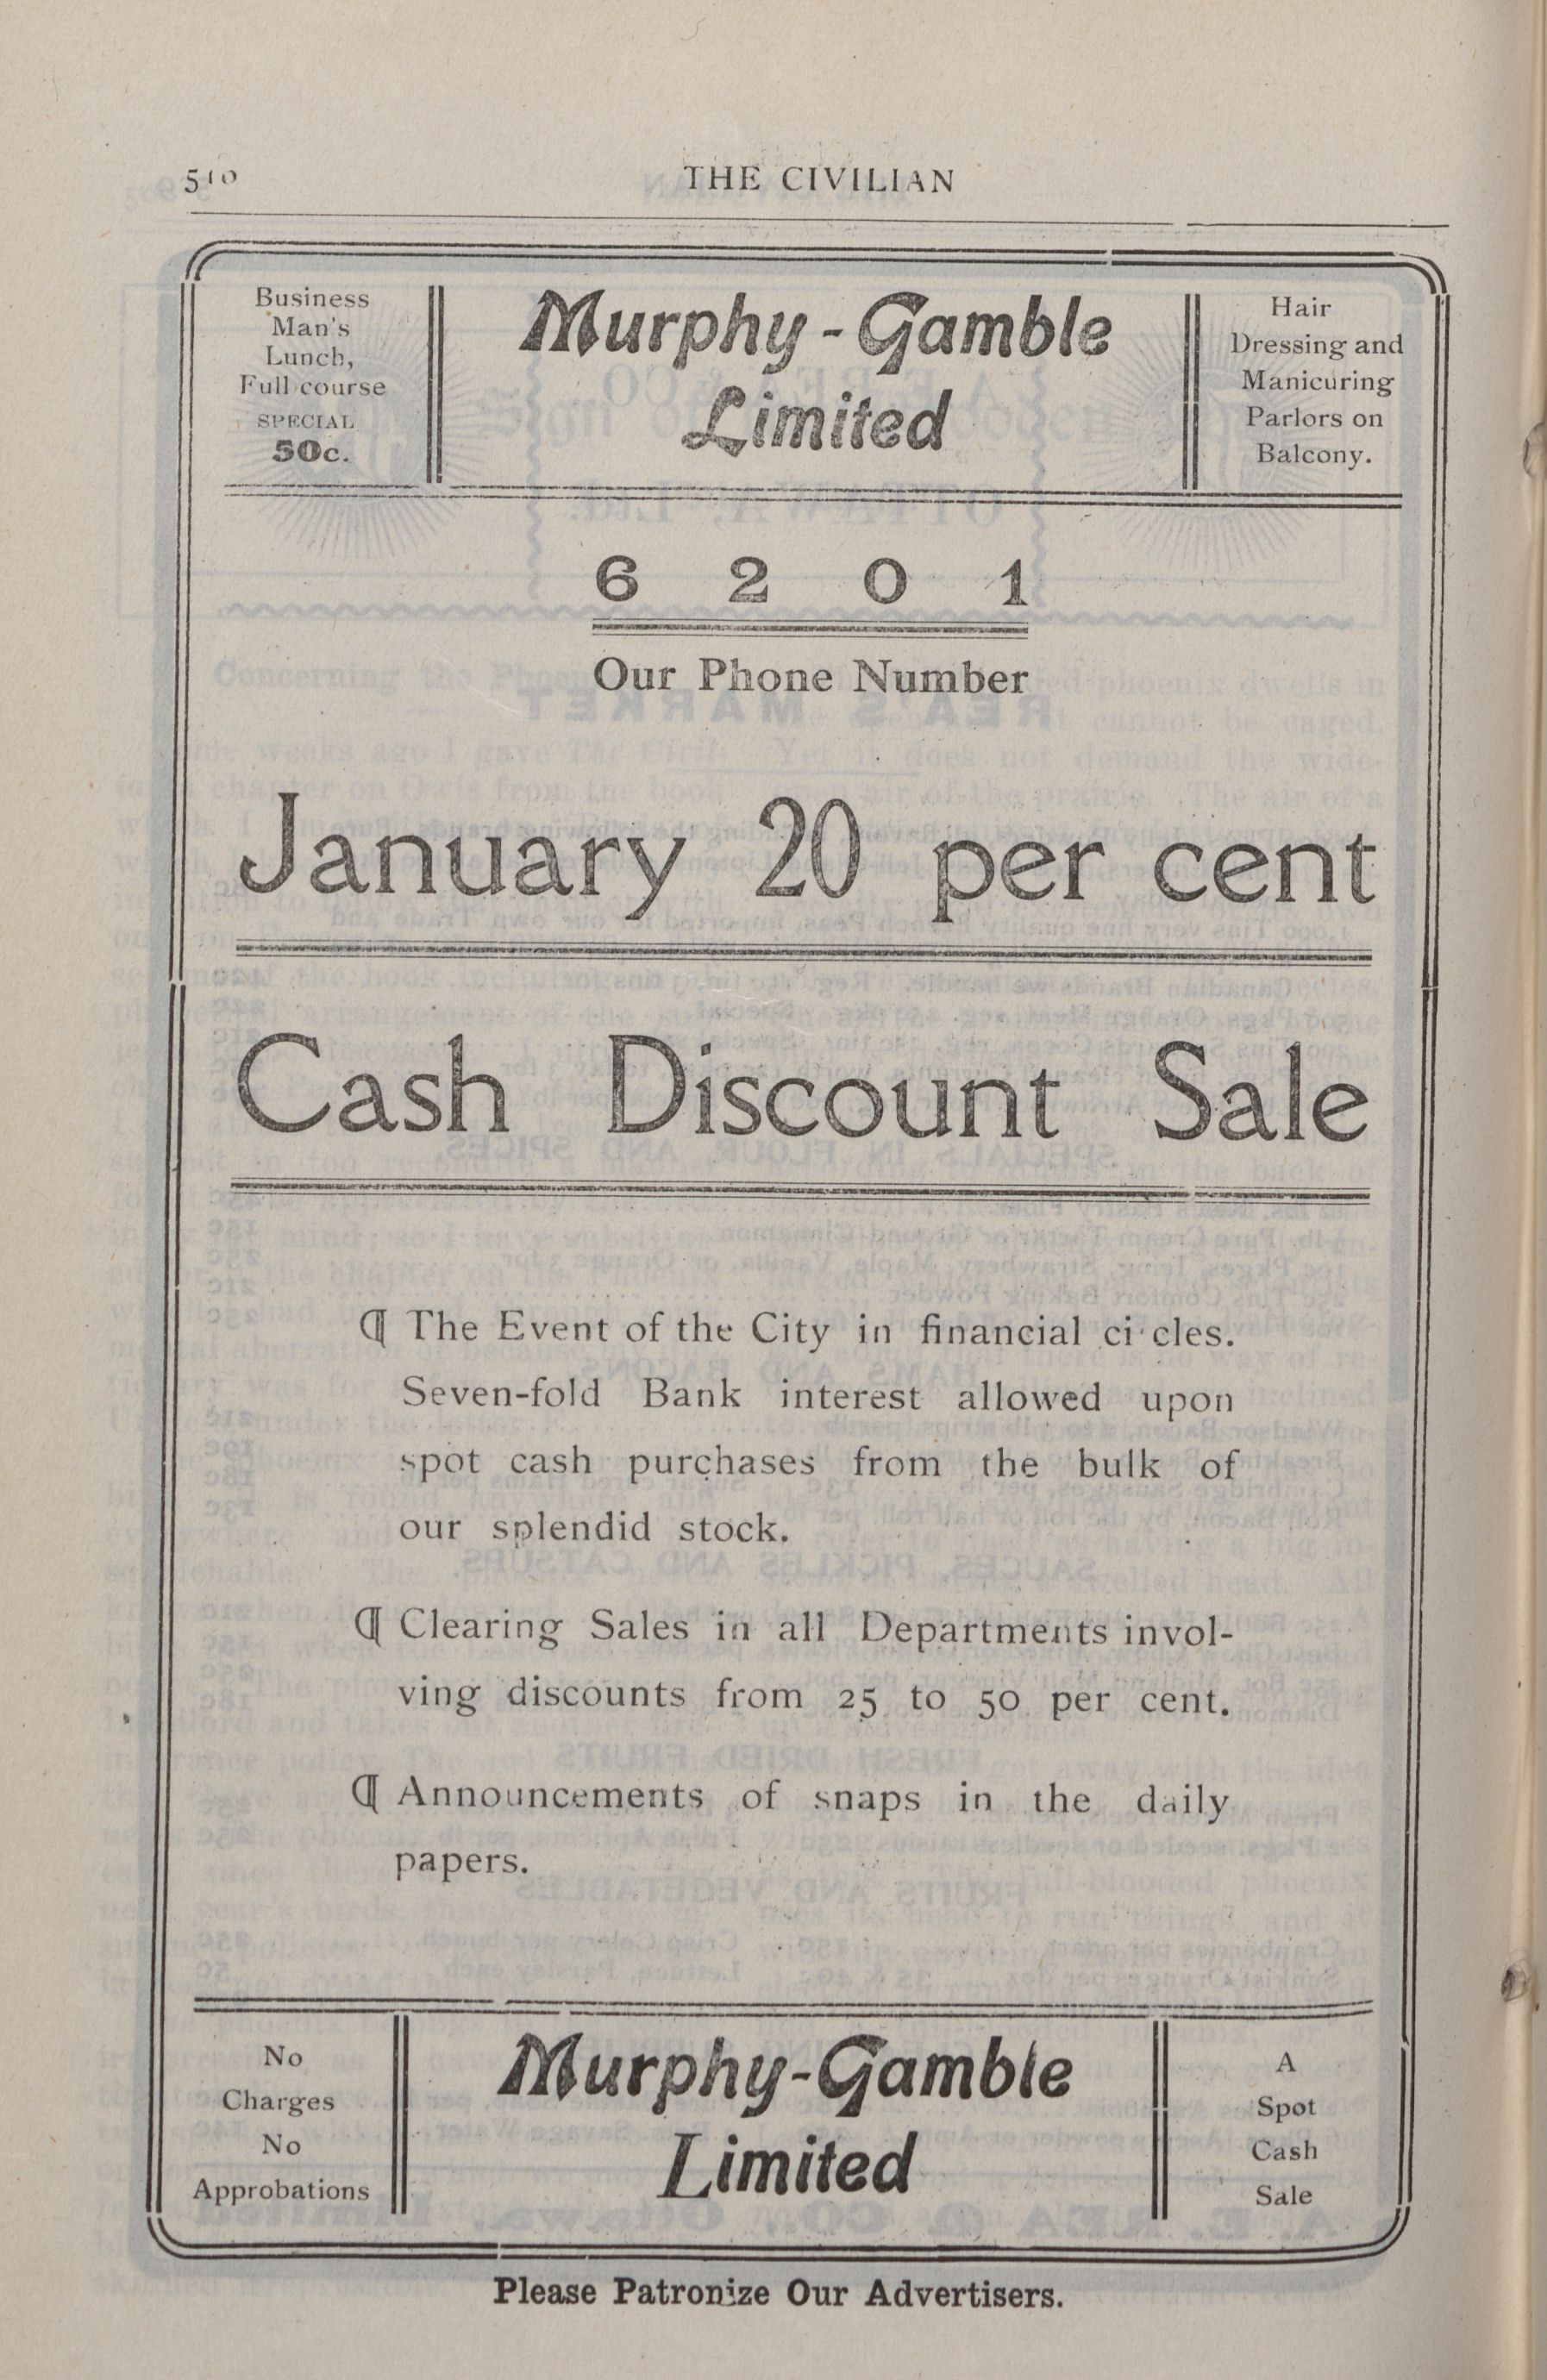 510
THE CIVILIAN
Business
Man's
Lunch,
Full course
SPECIAL
50c.
Murphy-Gamble
Limited
Hair
Dressing and
Manicuring
Parlors on
Balcony.
6 2 0 1
Our Phone Number
January 20 per cent
Cash Discount Sale
¶ The Event of the City in financial ci cles.
Seven-fold Bank interest allowed upon
spot cash purchases from the bulk of
our splendid stock.
¶ Clearing Sales in all Departments invol-
ving discounts from 25 to 50 per cent.
¶ Announcements of snaps in the daily
papers.
No
Charges
No
Approbations
Murphy-Gamble
Limited
A
Spot
Cash
Sale
Please Patronize Our Advertisers.